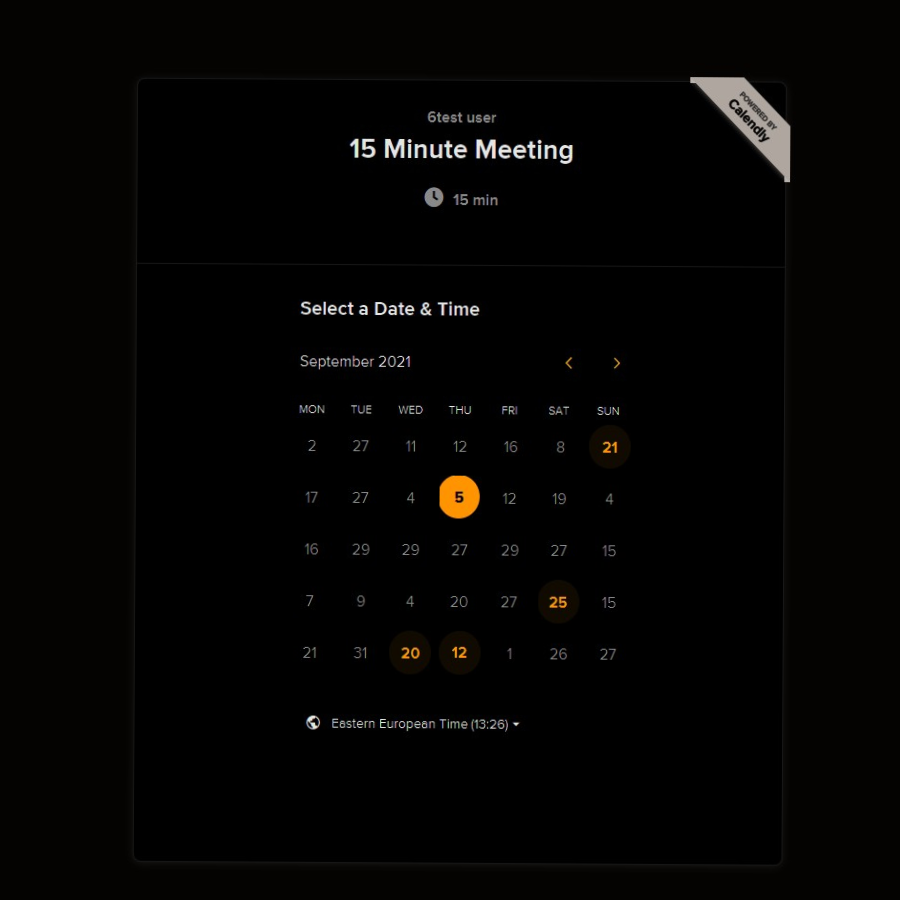 POWERED BY
Calendly
6test user
15 Minute Meeting
15 min
Select a Date & Time
September 2021
MON TUE WED THU FRI SAT SUN
2 27 11 12 16 8 21
17 27 4 5 12 19 4
16 29 29 27 29 27 15
7 9 4 20 27 25 15
21 31 20 12 1 26 27
Eastern European Time (13:26)